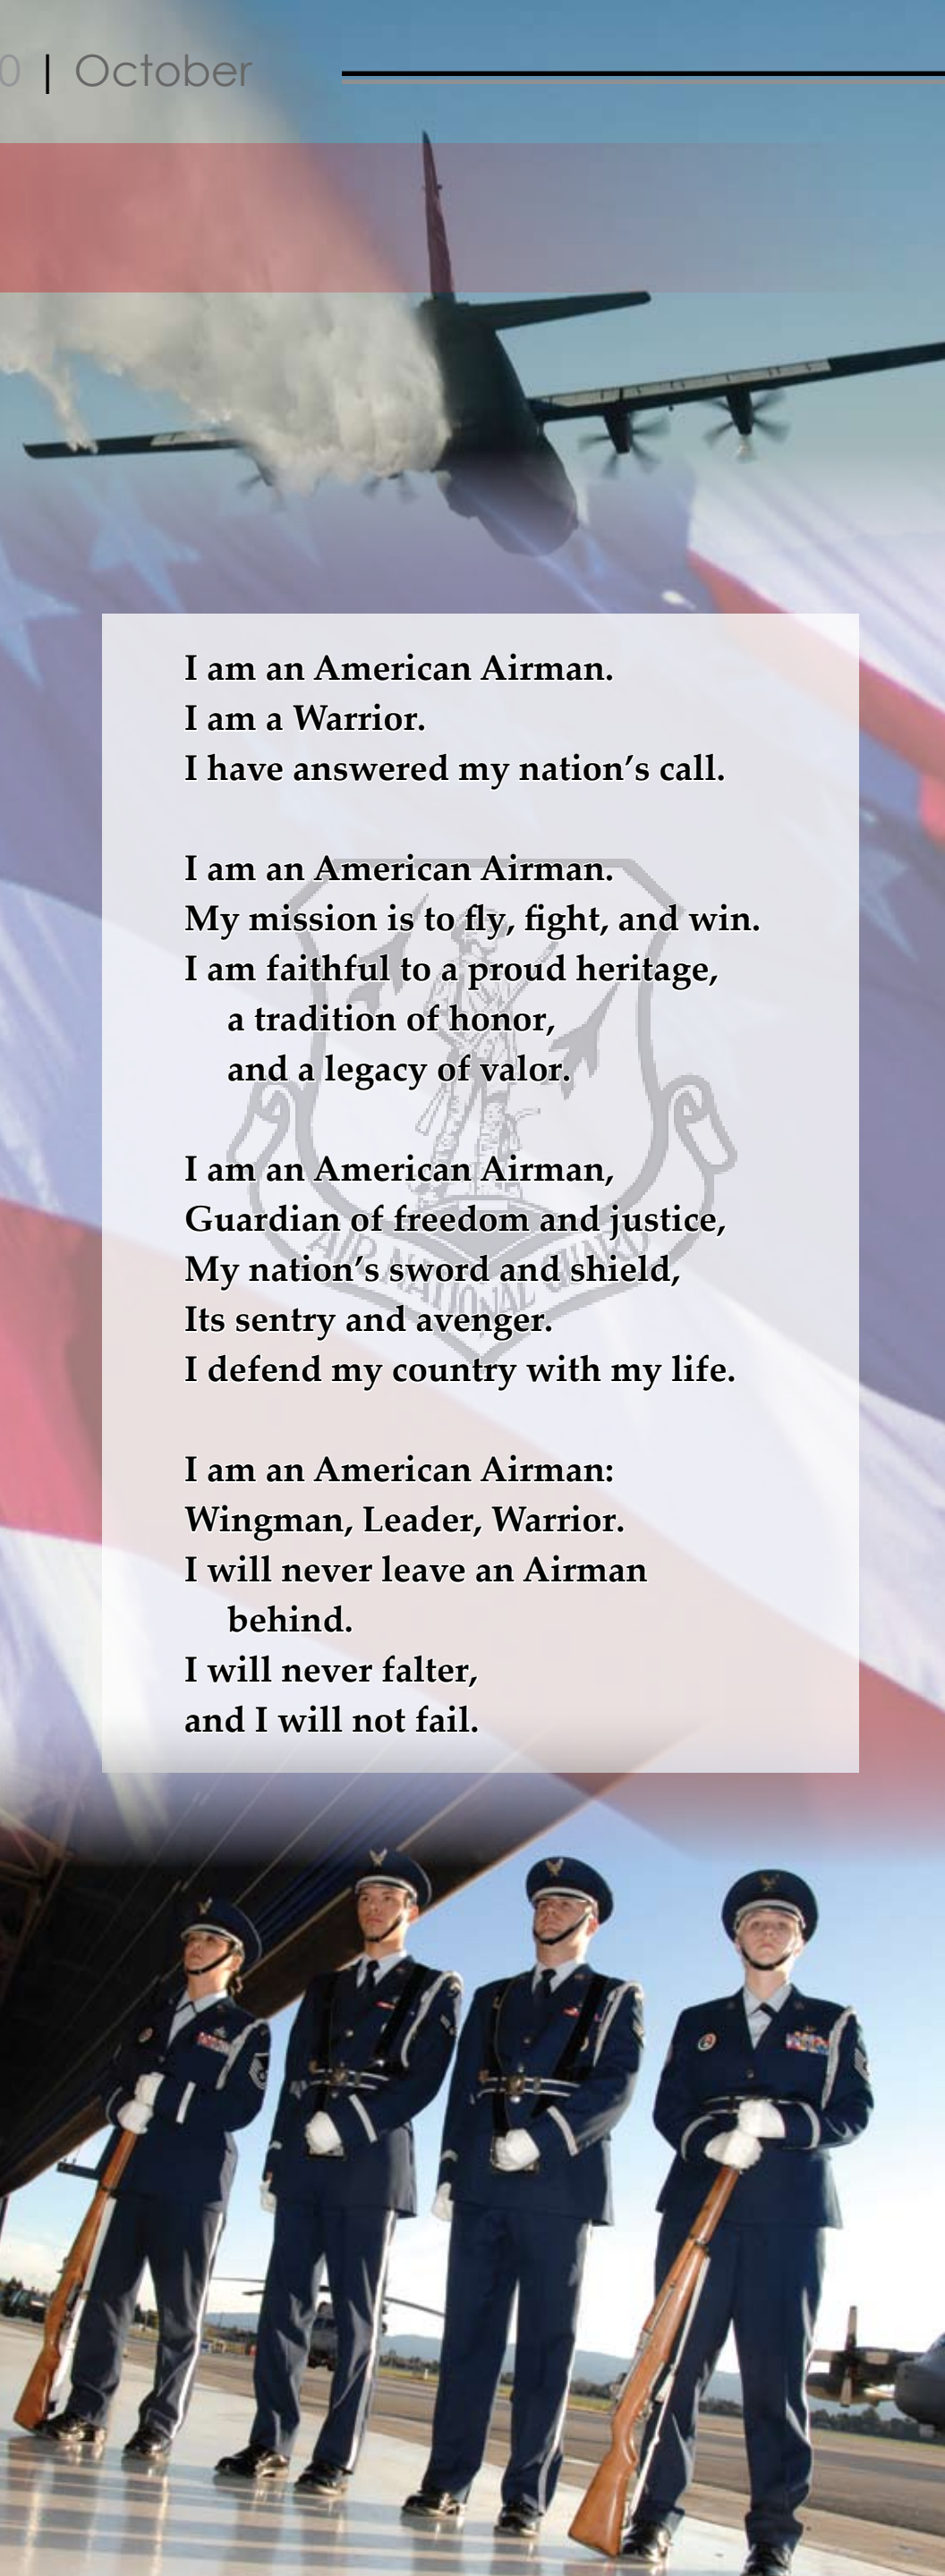 0 | October
I am an American Airman.
I am a Warrior.
I have answered my nation’s call.
I am an American Airman.
My mission is to fly, fight, and win.
I am faithful to a proud heritage,
a tradition of honor,
and a legacy of valor.
I am an American Airman,
Guardian of freedom and justice,
My nation’s sword and shield,
Its sentry and avenger.
I defend my country with my life.
I am an American Airman:
Wingman, Leader, Warrior.
I will never leave an Airman
behind.
I will never falter,
and I will not fail.
AIR NATIONAL GUARD